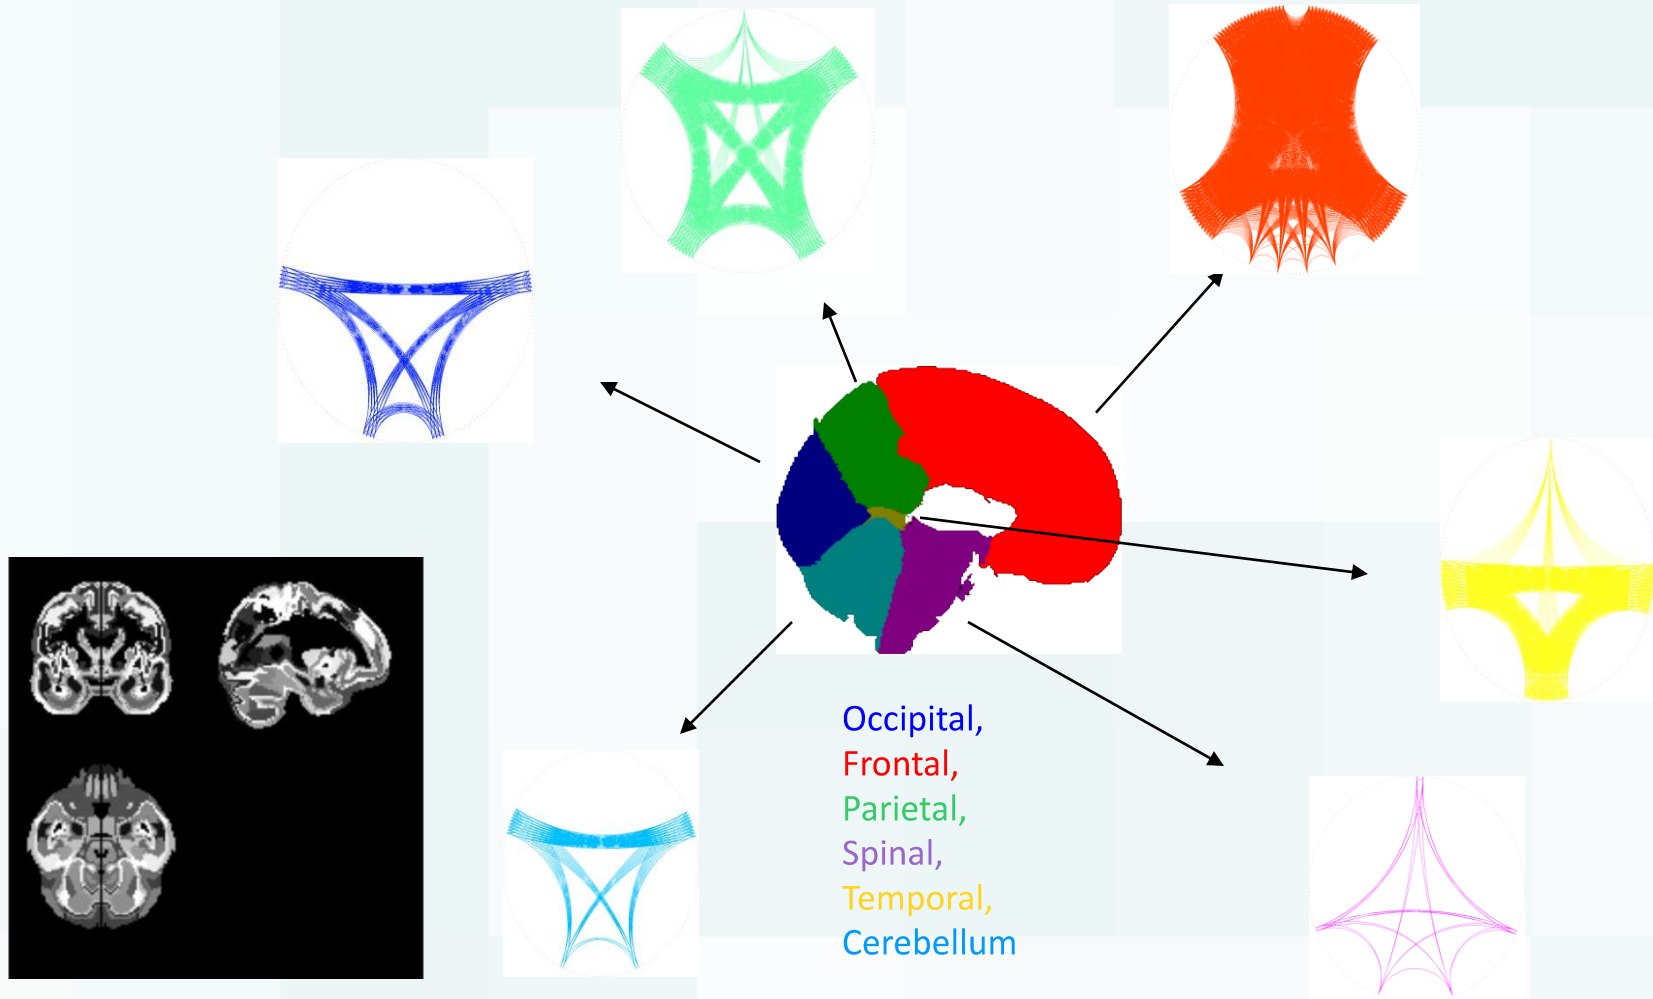 Occipital,
Frontal,
Parietal,
Spinal,
Temporal,
Cerebellum